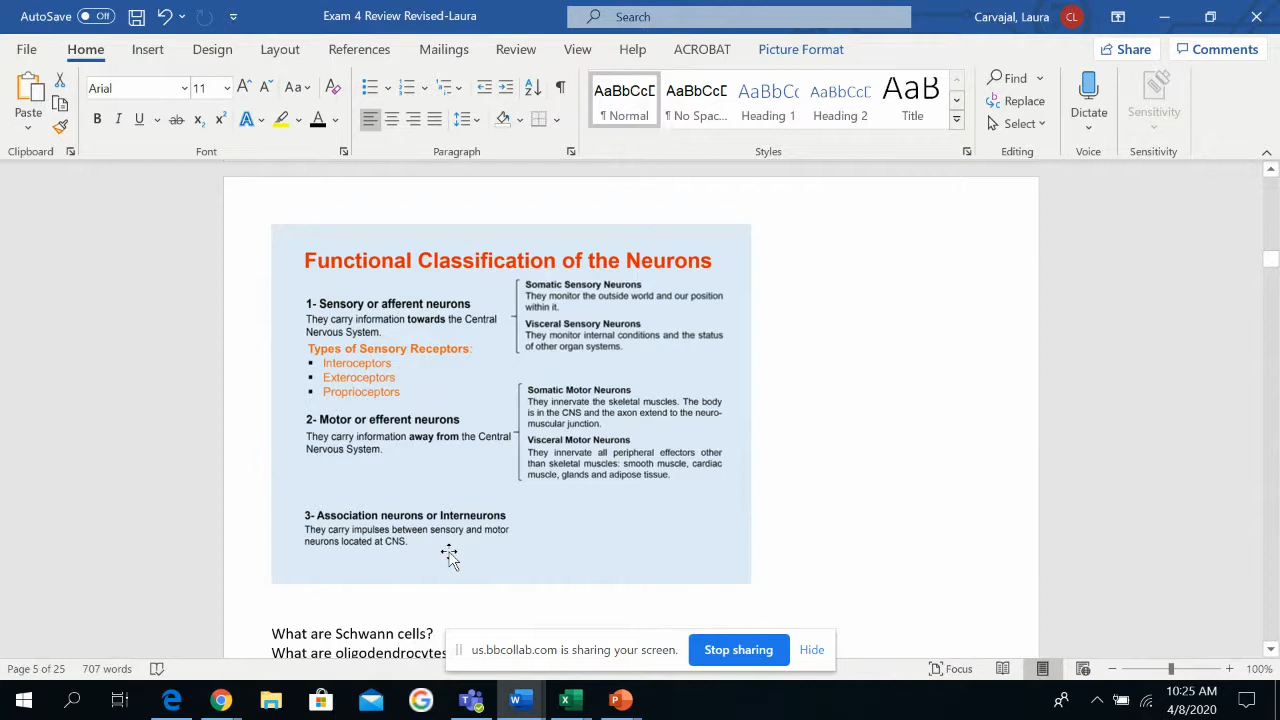 AutoSave Off Exam 4 Review Revised-Laura Search Carvajal, Laura CL
File Home Insert Design Layout References Mailings Review View Help ACROBAT Picture Format Share Comments
Arial 11 Aa AaBbCcD AaBbCcD AaBbCc AaBbCcD AaB Find
Replace
Paste B I U ab x₂ x² A A ¶ Normal ¶ No Spac... Heading 1 Heading 2 Title Select Dictate Sensitivity
Clipboard Font Paragraph Styles Editing Voice Sensitivity
Functional Classification of the Neurons
1- Sensory or afferent neurons
They carry information towards the Central
Nervous System.
Types of Sensory Receptors:
Interoceptors
Exteroceptors
Proprioceptors
Somatic Sensory Neurons
They monitor the outside world and our position
within it.
Visceral Sensory Neurons
They monitor internal conditions and the status
of other organ systems.
2- Motor or efferent neurons
They carry information away from the Central
Nervous System.
Somatic Motor Neurons
They innervate the skeletal muscles. The body
is in the CNS and the axon extend to the neuro-
muscular junction.
Visceral Motor Neurons
They innervate all peripheral effectors other
than skeletal muscles: smooth muscle, cardiac
muscle, glands and adipose tissue.
3- Association neurons or Interneurons
They carry impulses between sensory and motor
neurons located at CNS.
What are Schwann cells?
What are oligodendrocytes
us.bbcollab.com is sharing your screen. Stop sharing Hide
Page 5 of 25 707 words Focus 100%
10:25 AM
4/8/2020